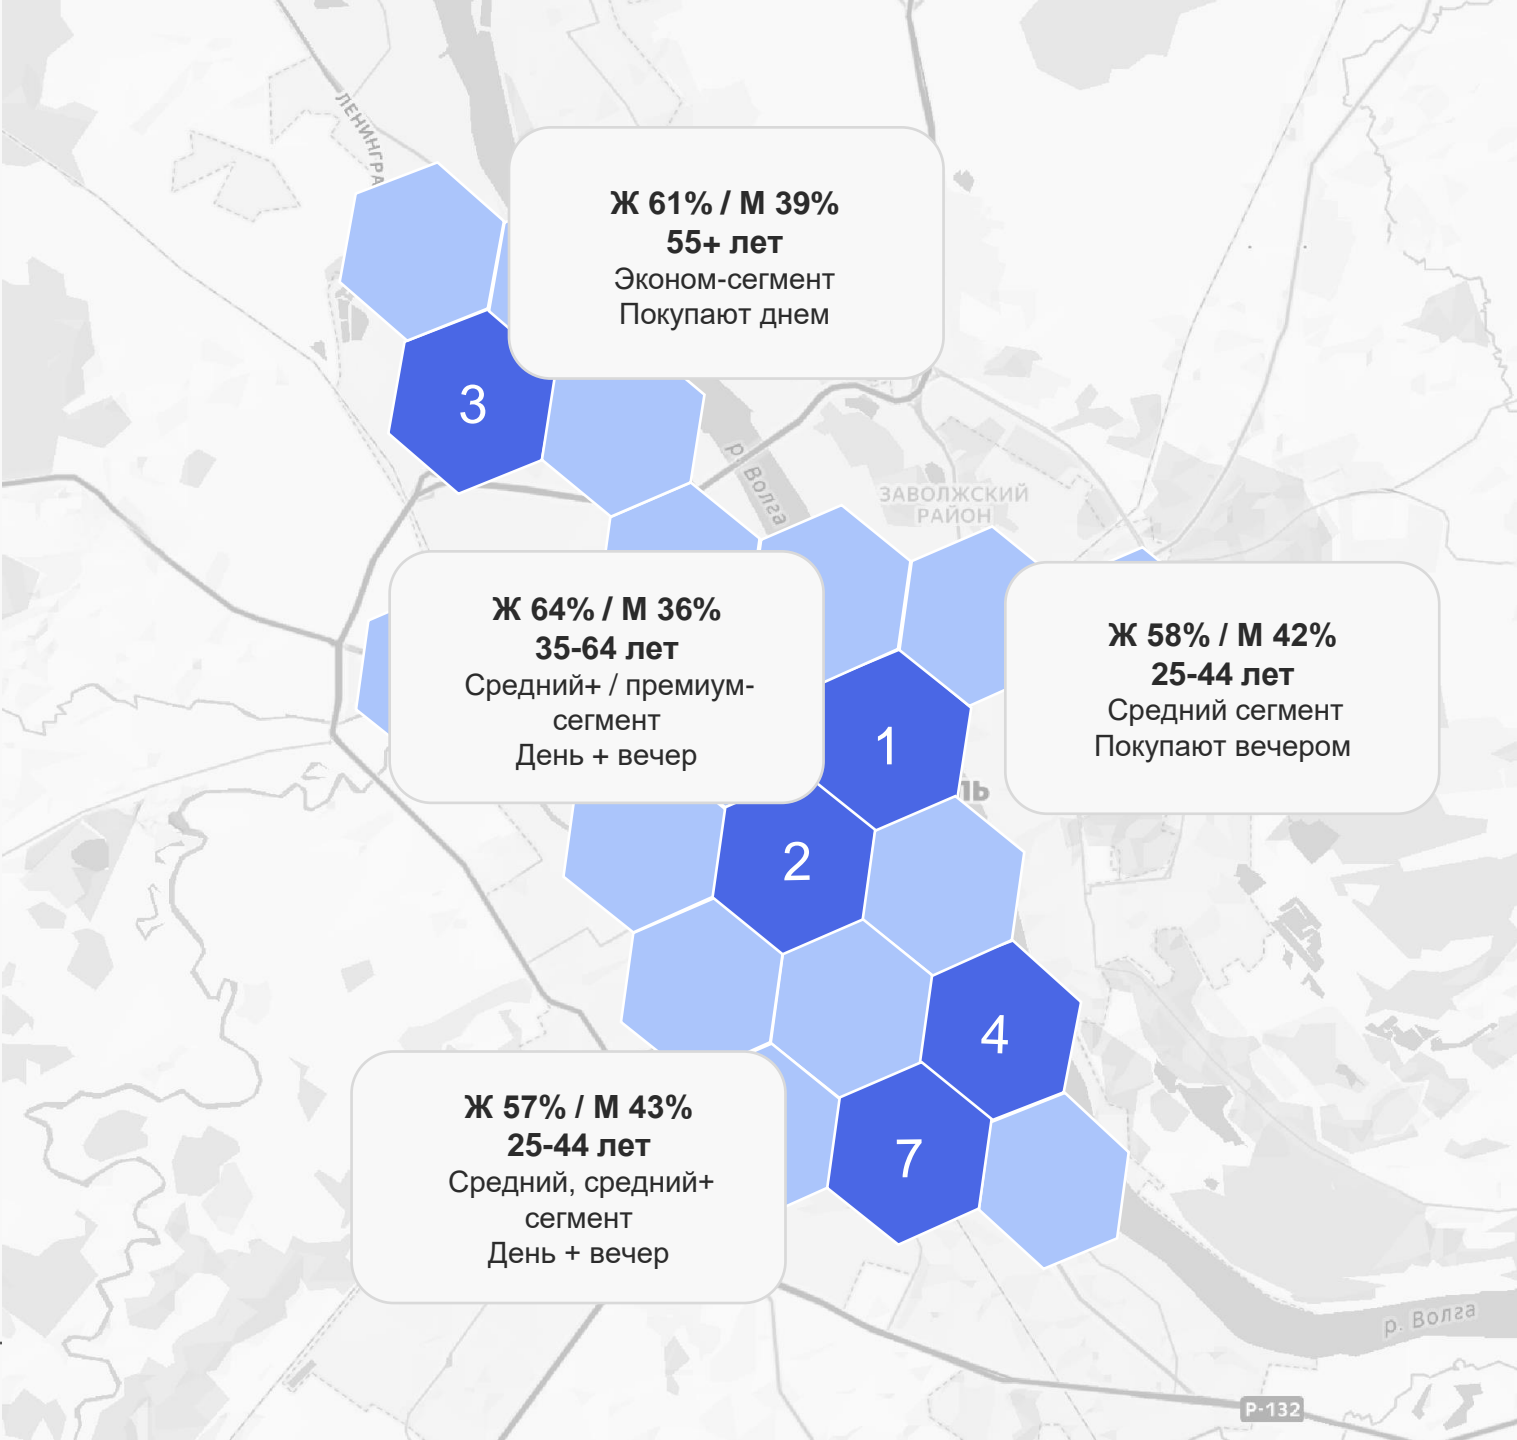 ЛЕНИНГРА
Ж 61% / М 39%
55+ лет
Эконом-сегмент
Покупают днем
3
р. Волга
ЗАВОЛЖСКИЙ
РАЙОН
Ж 64% / М 36%
35-64 лет
Средний+ / премиум-
сегмент
День + вечер
Ж 58% / М 42%
25-44 лет
Средний сегмент
Покупают вечером
1
ль
2
4
Ж 57% / М 43%
25-44 лет
Средний, средний+
сегмент
День + вечер
7
р. Волга
Р-132